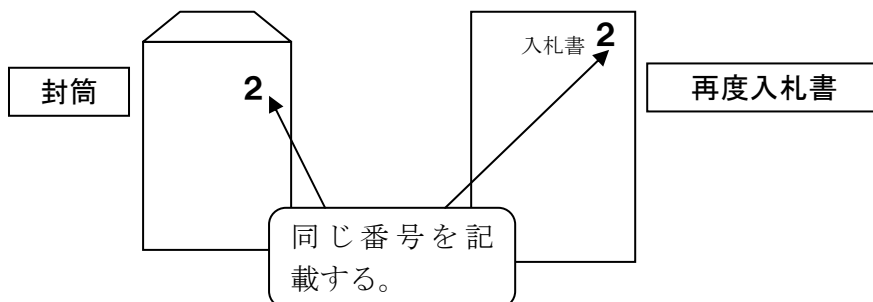 封筒
2
入札書 2
再度入札書
同じ番号を記
載する。